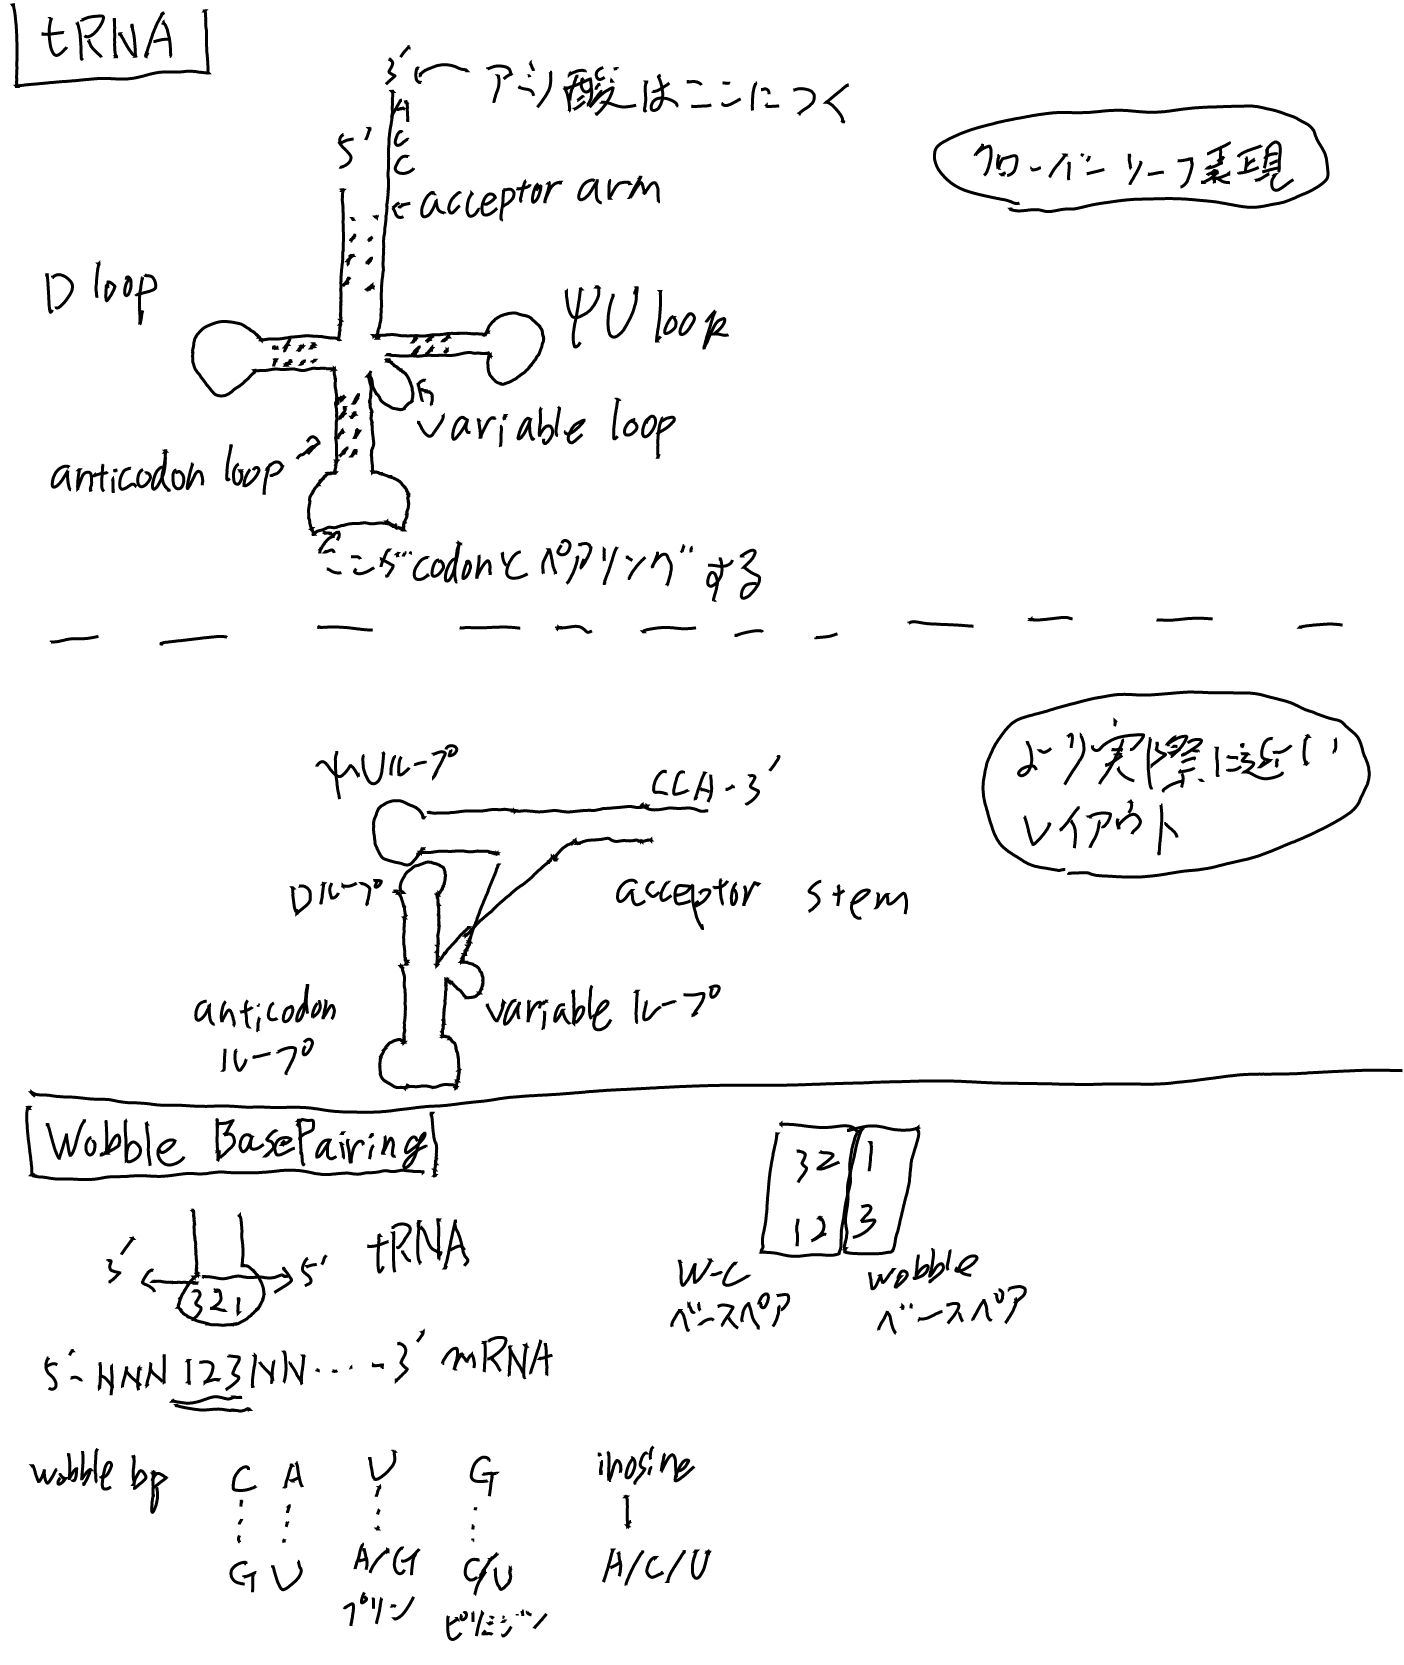 tRNA
3' ← アミノ酸はここにつく
A
C
C
5'
クローバーリーフ表現
acceptor arm
D loop
ΨU loop
variable loop
anticodon loop
ここがcodonとペアリングする
より実際に近い
レイアウト
ψUループ
CCA-3'
Dループ
acceptor stem
anticodon
ループ
variable ループ
Wobble BasePairing
32 1
12 3
W-C
ベースペア
wobble
ベースペア
3' 5' tRNA
321
5'-NNN123NN・・・-3' mRNA
wobble bp C A U G inosine
G U A/G C/U A/C/U
プリン ピリミジン